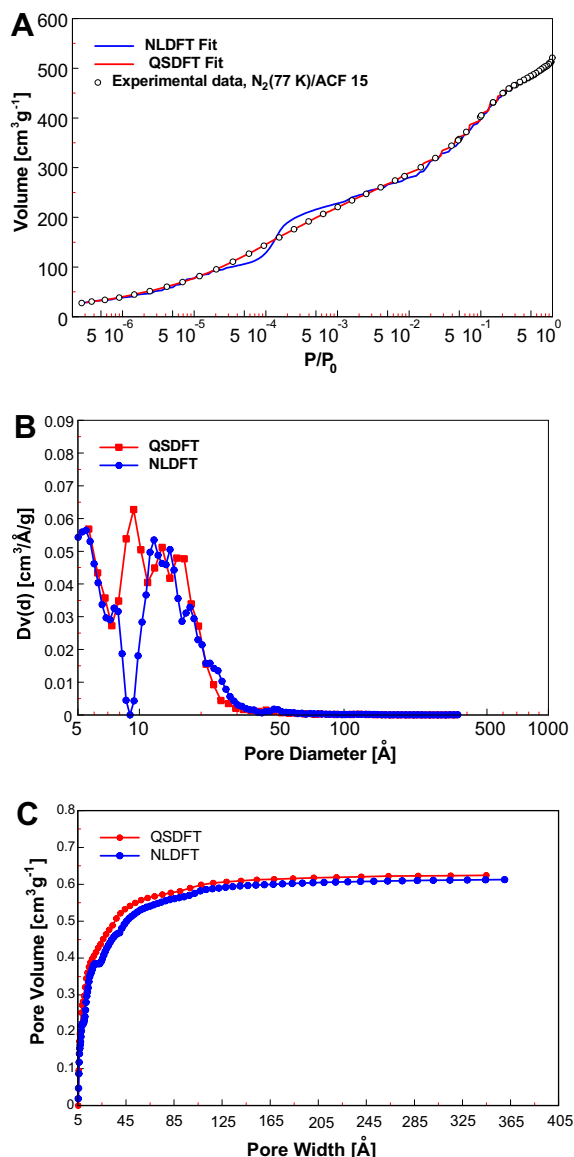 A
600
500
400
300
200
100
0
Volume [cm³g⁻¹]
NLDFT Fit
QSDFT Fit
Experimental data, N₂(77 K)/ACF 15
5 10⁻⁶ 5 10⁻⁵ 5 10⁻⁴ 5 10⁻³ 5 10⁻² 5 10⁻¹ 5 10⁰
P/P₀
B
0.09
0.08
0.07
0.06
0.05
0.04
0.03
0.02
0.01
0
Dv(d) [cm³/Å/g]
QSDFT
NLDFT
5 10 50 100 500 1000
Pore Diameter [Å]
C
0.8
0.7
0.6
0.5
0.4
0.3
0.2
0.1
0
Pore Volume [cm³g⁻¹]
QSDFT
NLDFT
5 45 85 125 165 205 245 285 325 365 405
Pore Width [Å]